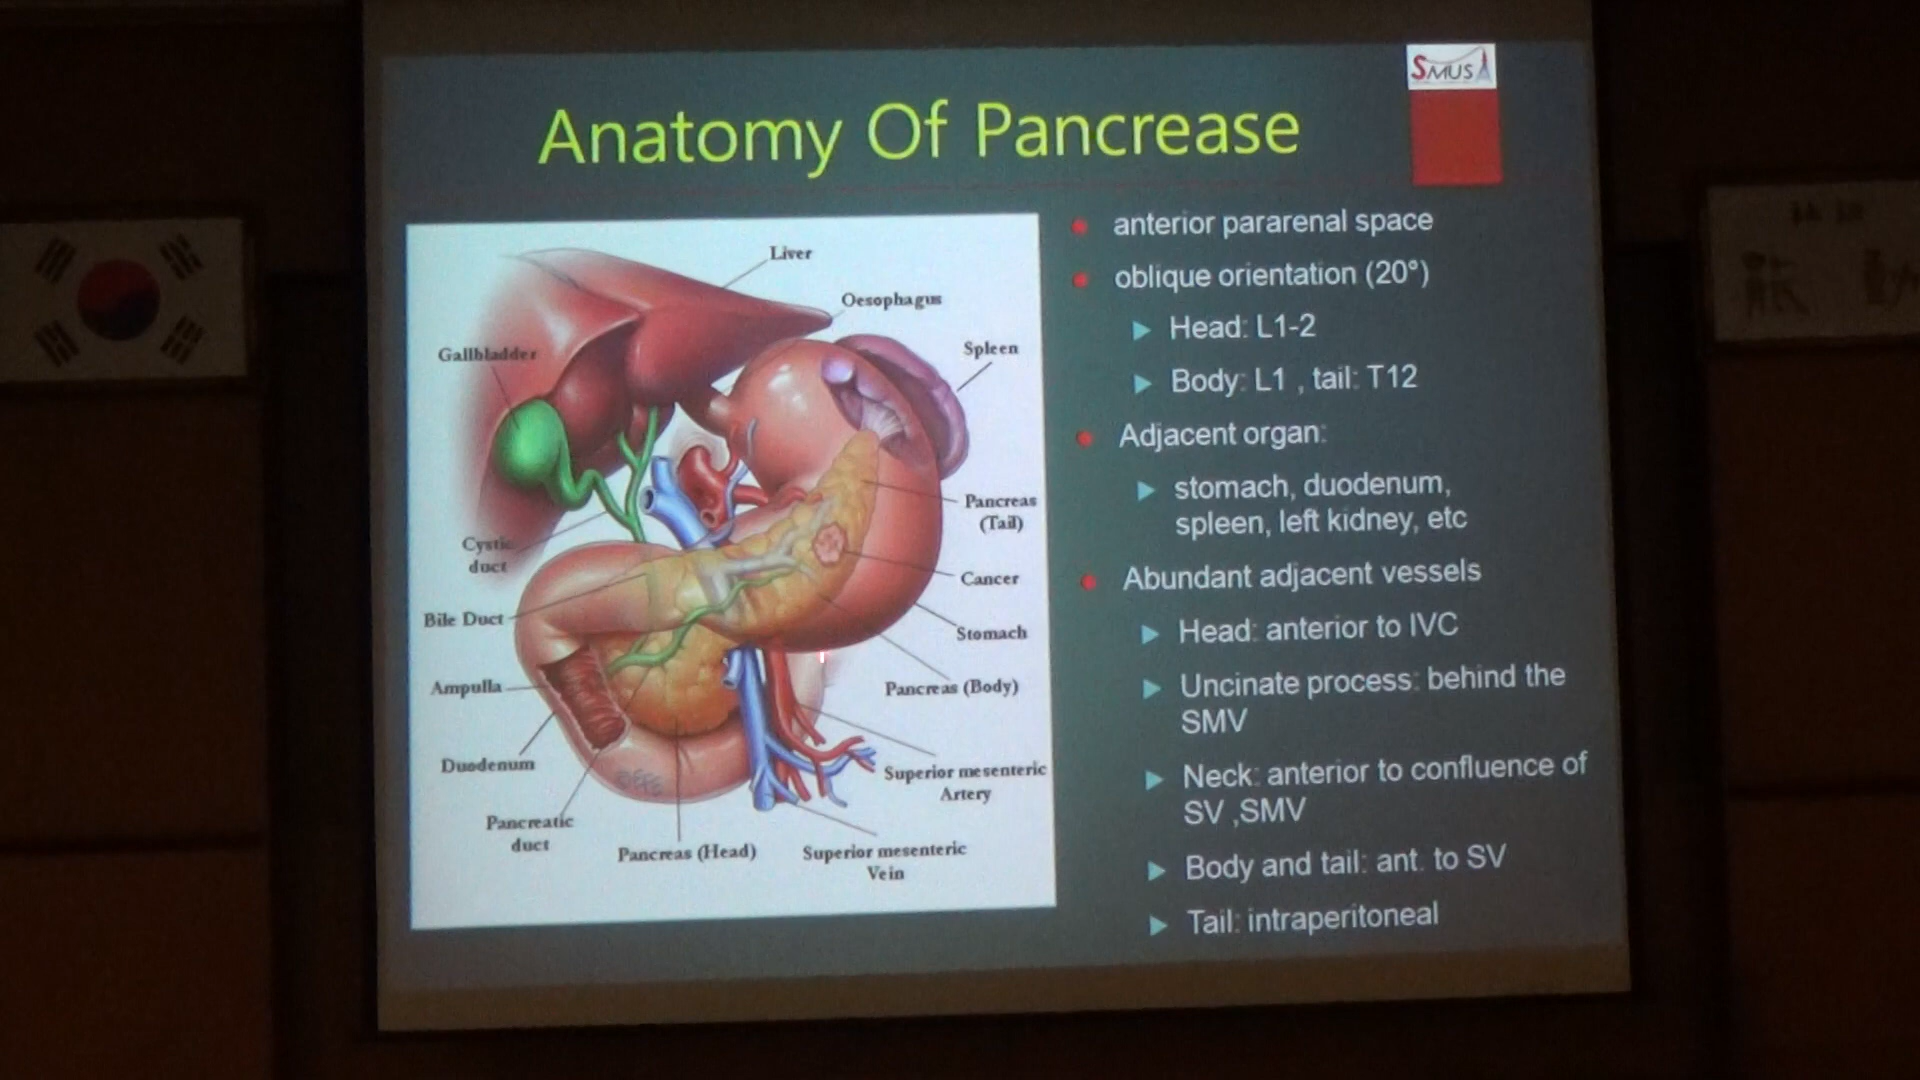 SMUS
Anatomy Of Pancrease
Liver
Oesophagus
Gallbladder
Spleen
Pancreas
(Tail)
Cystic
duct
Cancer
Bile Duct
Stomach
Ampulla
Pancreas (Body)
Duodenum
Superior mesenteric
Artery
Pancreatic
duct
Pancreas (Head)
Superior mesenteric
Vein
anterior pararenal space
oblique orientation (20°)
Head: L1-2
Body: L1 , tail: T12
Adjacent organ:
stomach, duodenum,
spleen, left kidney, etc
Abundant adjacent vessels
Head: anterior to IVC
Uncinate process: behind the
SMV
Neck: anterior to confluence of
SV ,SMV
Body and tail: ant. to SV
Tail: intraperitoneal